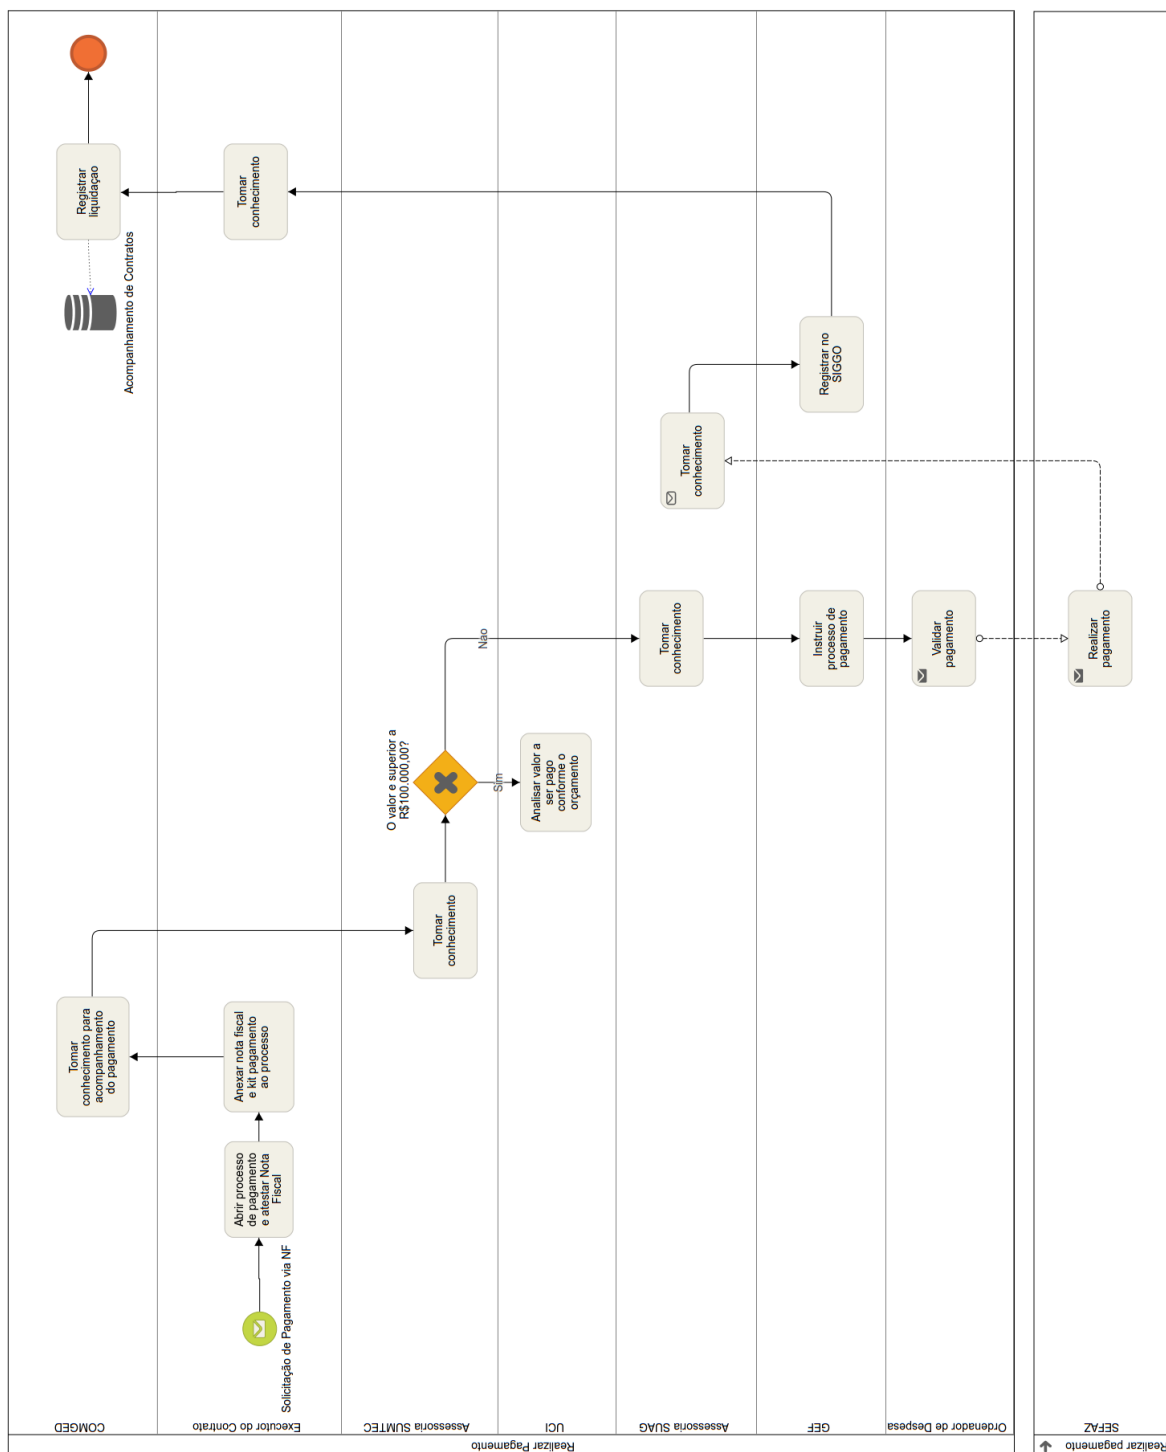 Realizar Pagamento
COMGED
Executor do Contrato
Assessoria SUMTEC
UCI
Assessoria SUAG
GEF
Ordenador de Despesa
Realizar pagamento
SEFAZ
Solicitação de Pagamento via NF
Abrir processo
de pagamento
e atestar Nota
Fiscal
Anexar nota fiscal
e kit pagamento
ao processo
Tomar
conhecimento para
acompanhamento
do pagamento
Tomar
conhecimento
O valor e superior a
R$100.000,00?
Sim
Nao
Analisar valor a
ser pago
conforme o
orçamento
Tomar
conhecimento
Instruir
processo de
pagamento
Validar
pagamento
Realizar
pagamento
Tomar
conhecimento
Registrar no
SIGGO
Tomar
conhecimento
Registrar
liquidaçao
Acompanhamento de Contratos